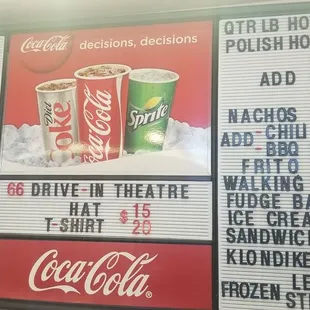 Coca-Cola
decisions, decisions
Diet
Coke
Coca-Cola
Sprite
66 DRIVE-IN THEATRE
HAT $15
T-SHIRT 20
Coca-Cola
QTR LB HO
POLISH HO
ADD
NACHOS
ADD-CHILI
-BBQ
FRITO
WALKING
FUDGE BA
ICE CREA
SANDWICH
KLONDIKE
LE
FROZEN
STR